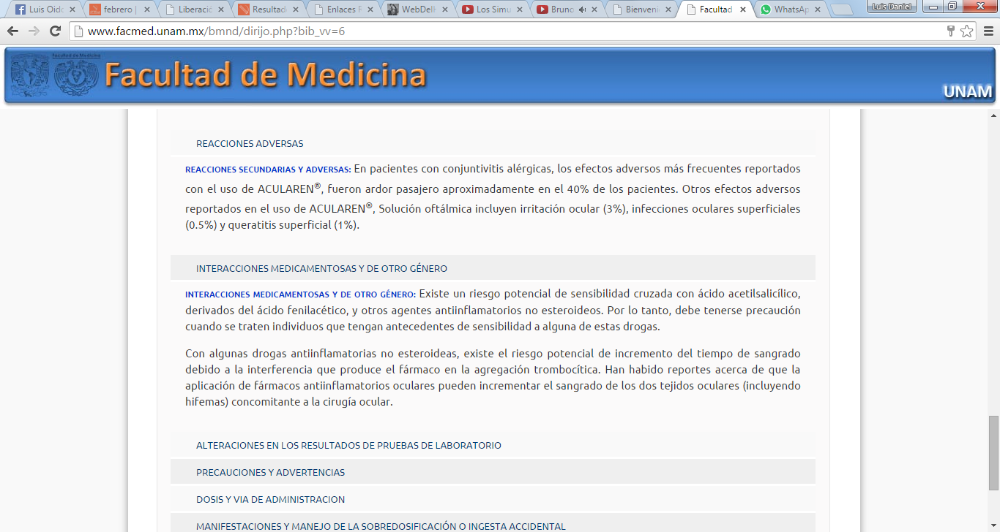 Luis Oido
febrero |
Liberació
Resultad
Enlaces R
WebDelH
Los Simu
Bruno
Bienveni
Facultad
WhatsAp
Luis Daniel
www.facmed.unam.mx/bmnd/dirijo.php?bib_vv=6
Facultad de Medicina
Facultad de Medicina
UNAM
REACCIONES ADVERSAS
REACCIONES SECUNDARIAS Y ADVERSAS: En pacientes con conjuntivitis alérgicas, los efectos adversos más frecuentes reportados
con el uso de ACULAREN®, fueron ardor pasajero aproximadamente en el 40% de los pacientes. Otros efectos adversos
reportados en el uso de ACULAREN®, Solución oftálmica incluyen irritación ocular (3%), infecciones oculares superficiales
(0.5%) y queratitis superficial (1%).
INTERACCIONES MEDICAMENTOSAS Y DE OTRO GÉNERO
INTERACCIONES MEDICAMENTOSAS Y DE OTRO GÉNERO: Existe un riesgo potencial de sensibilidad cruzada con ácido acetilsalicílico,
derivados del ácido fenilacético, y otros agentes antiinflamatorios no esteroideos. Por lo tanto, debe tenerse precaución
cuando se traten individuos que tengan antecedentes de sensibilidad a alguna de estas drogas.
Con algunas drogas antiinflamatorias no esteroideas, existe el riesgo potencial de incremento del tiempo de sangrado
debido a la interferencia que produce el fármaco en la agregación trombocítica. Han habido reportes acerca de que la
aplicación de fármacos antiinflamatorios oculares pueden incrementar el sangrado de los dos tejidos oculares (incluyendo
hifemas) concomitante a la cirugía ocular.
ALTERACIONES EN LOS RESULTADOS DE PRUEBAS DE LABORATORIO
PRECAUCIONES Y ADVERTENCIAS
DOSIS Y VIA DE ADMINISTRACION
MANIFESTACIONES Y MANEJO DE LA SOBREDOSIFICACIÓN O INGESTA ACCIDENTAL